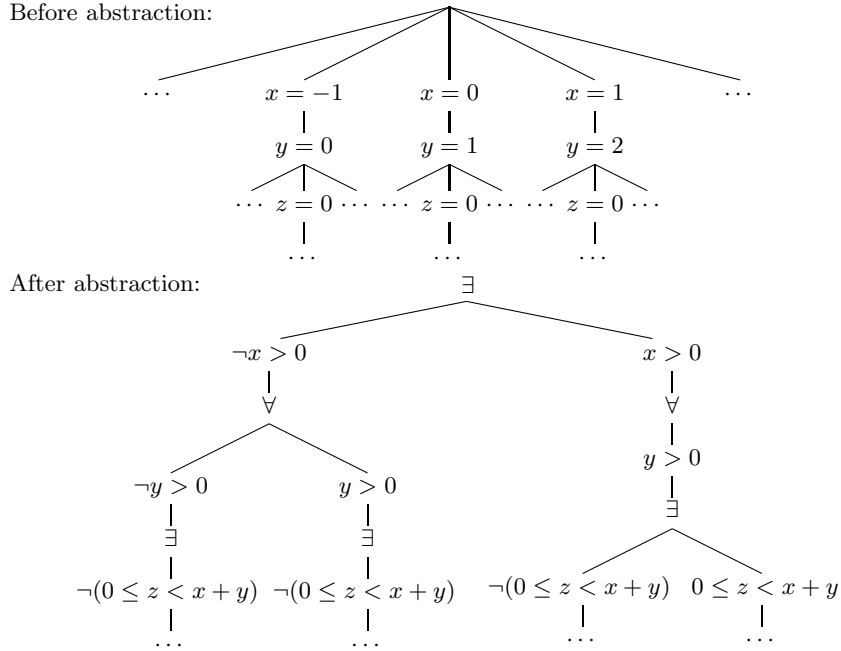 Before abstraction:
⋯ x = −1 x = 0 x = 1 ⋯
y = 0 y = 1 y = 2
⋯ z = 0 ⋯ ⋯ z = 0 ⋯ ⋯ z = 0 ⋯
⋯ ⋯ ⋯
After abstraction: ∃
¬x > 0 x > 0
∀ ∀
y > 0
¬y > 0 y > 0
∃
∃ ∃
¬(0 ≤ z < x + y) ¬(0 ≤ z < x + y) ¬(0 ≤ z < x + y) 0 ≤ z < x + y
⋯ ⋯ ⋯ ⋯